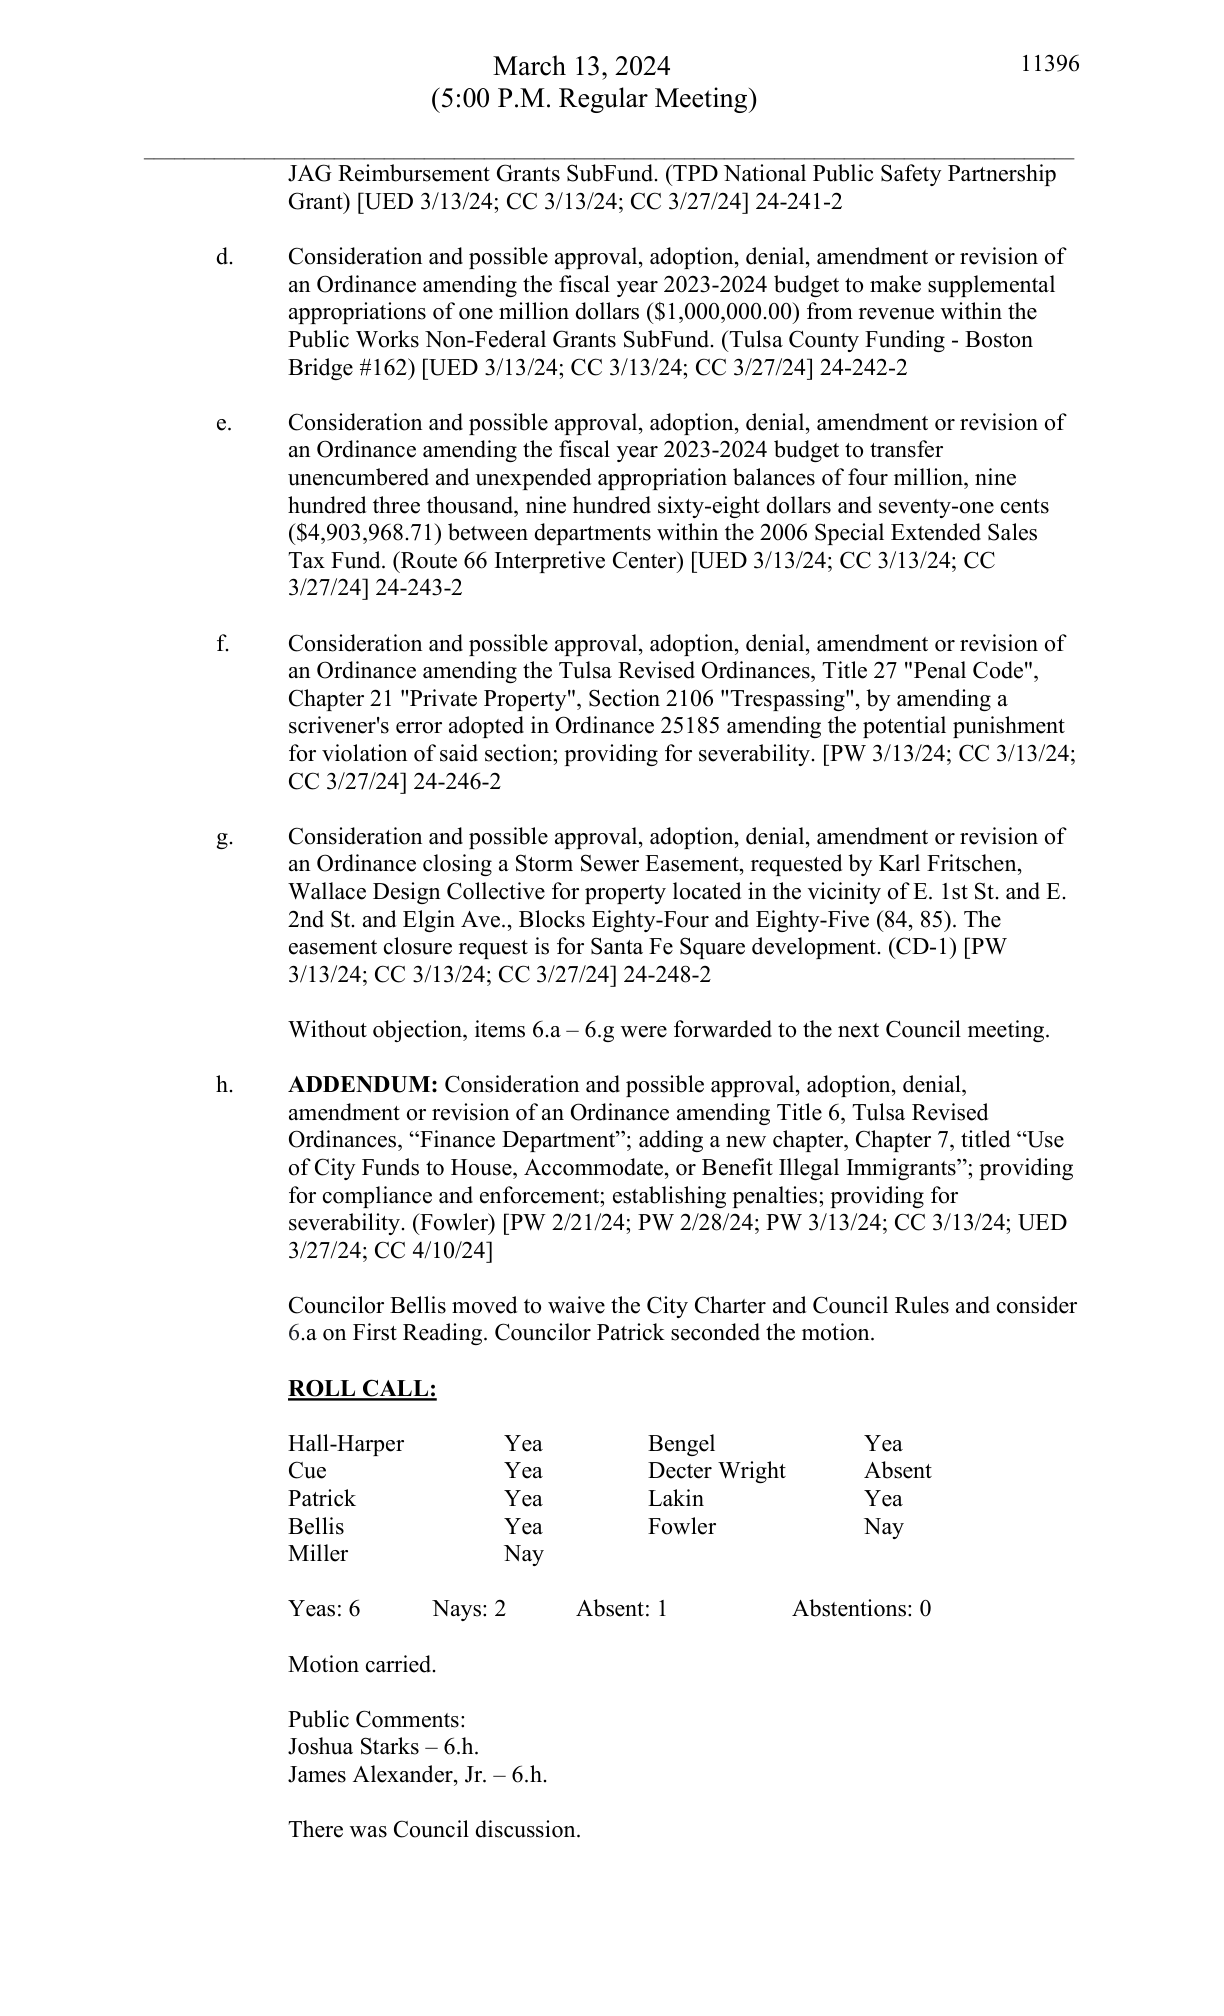 March 13, 2024
11396
(5:00 P.M. Regular Meeting)
JAG Reimbursement Grants SubFund. (TPD National Public Safety Partnership
Grant) [UED 3/13/24; CC 3/13/24; CC 3/27/24] 24-241-2
d. Consideration and possible approval, adoption, denial, amendment or revision of
an Ordinance amending the fiscal year 2023-2024 budget to make supplemental
appropriations of one million dollars ($1,000,000.00) from revenue within the
Public Works Non-Federal Grants SubFund. (Tulsa County Funding - Boston
Bridge #162) [UED 3/13/24; CC 3/13/24; CC 3/27/24] 24-242-2
e. Consideration and possible approval, adoption, denial, amendment or revision of
an Ordinance amending the fiscal year 2023-2024 budget to transfer
unencumbered and unexpended appropriation balances of four million, nine
hundred three thousand, nine hundred sixty-eight dollars and seventy-one cents
($4,903,968.71) between departments within the 2006 Special Extended Sales
Tax Fund. (Route 66 Interpretive Center) [UED 3/13/24; CC 3/13/24; CC
3/27/24] 24-243-2
f. Consideration and possible approval, adoption, denial, amendment or revision of
an Ordinance amending the Tulsa Revised Ordinances, Title 27 "Penal Code",
Chapter 21 "Private Property", Section 2106 "Trespassing", by amending a
scrivener's error adopted in Ordinance 25185 amending the potential punishment
for violation of said section; providing for severability. [PW 3/13/24; CC 3/13/24;
CC 3/27/24] 24-246-2
g. Consideration and possible approval, adoption, denial, amendment or revision of
an Ordinance closing a Storm Sewer Easement, requested by Karl Fritschen,
Wallace Design Collective for property located in the vicinity of E. 1st St. and E.
2nd St. and Elgin Ave., Blocks Eighty-Four and Eighty-Five (84, 85). The
easement closure request is for Santa Fe Square development. (CD-1) [PW
3/13/24; CC 3/13/24; CC 3/27/24] 24-248-2
Without objection, items 6.a – 6.g were forwarded to the next Council meeting.
h. ADDENDUM: Consideration and possible approval, adoption, denial,
amendment or revision of an Ordinance amending Title 6, Tulsa Revised
Ordinances, “Finance Department”; adding a new chapter, Chapter 7, titled “Use
of City Funds to House, Accommodate, or Benefit Illegal Immigrants”; providing
for compliance and enforcement; establishing penalties; providing for
severability. (Fowler) [PW 2/21/24; PW 2/28/24; PW 3/13/24; CC 3/13/24; UED
3/27/24; CC 4/10/24]
Councilor Bellis moved to waive the City Charter and Council Rules and consider
6.a on First Reading. Councilor Patrick seconded the motion.
ROLL CALL:
Hall-Harper Yea Bengel Yea
Cue Yea Decter Wright Absent
Patrick Yea Lakin Yea
Bellis Yea Fowler Nay
Miller Nay
Yeas: 6 Nays: 2 Absent: 1 Abstentions: 0
Motion carried.
Public Comments:
Joshua Starks – 6.h.
James Alexander, Jr. – 6.h.
There was Council discussion.